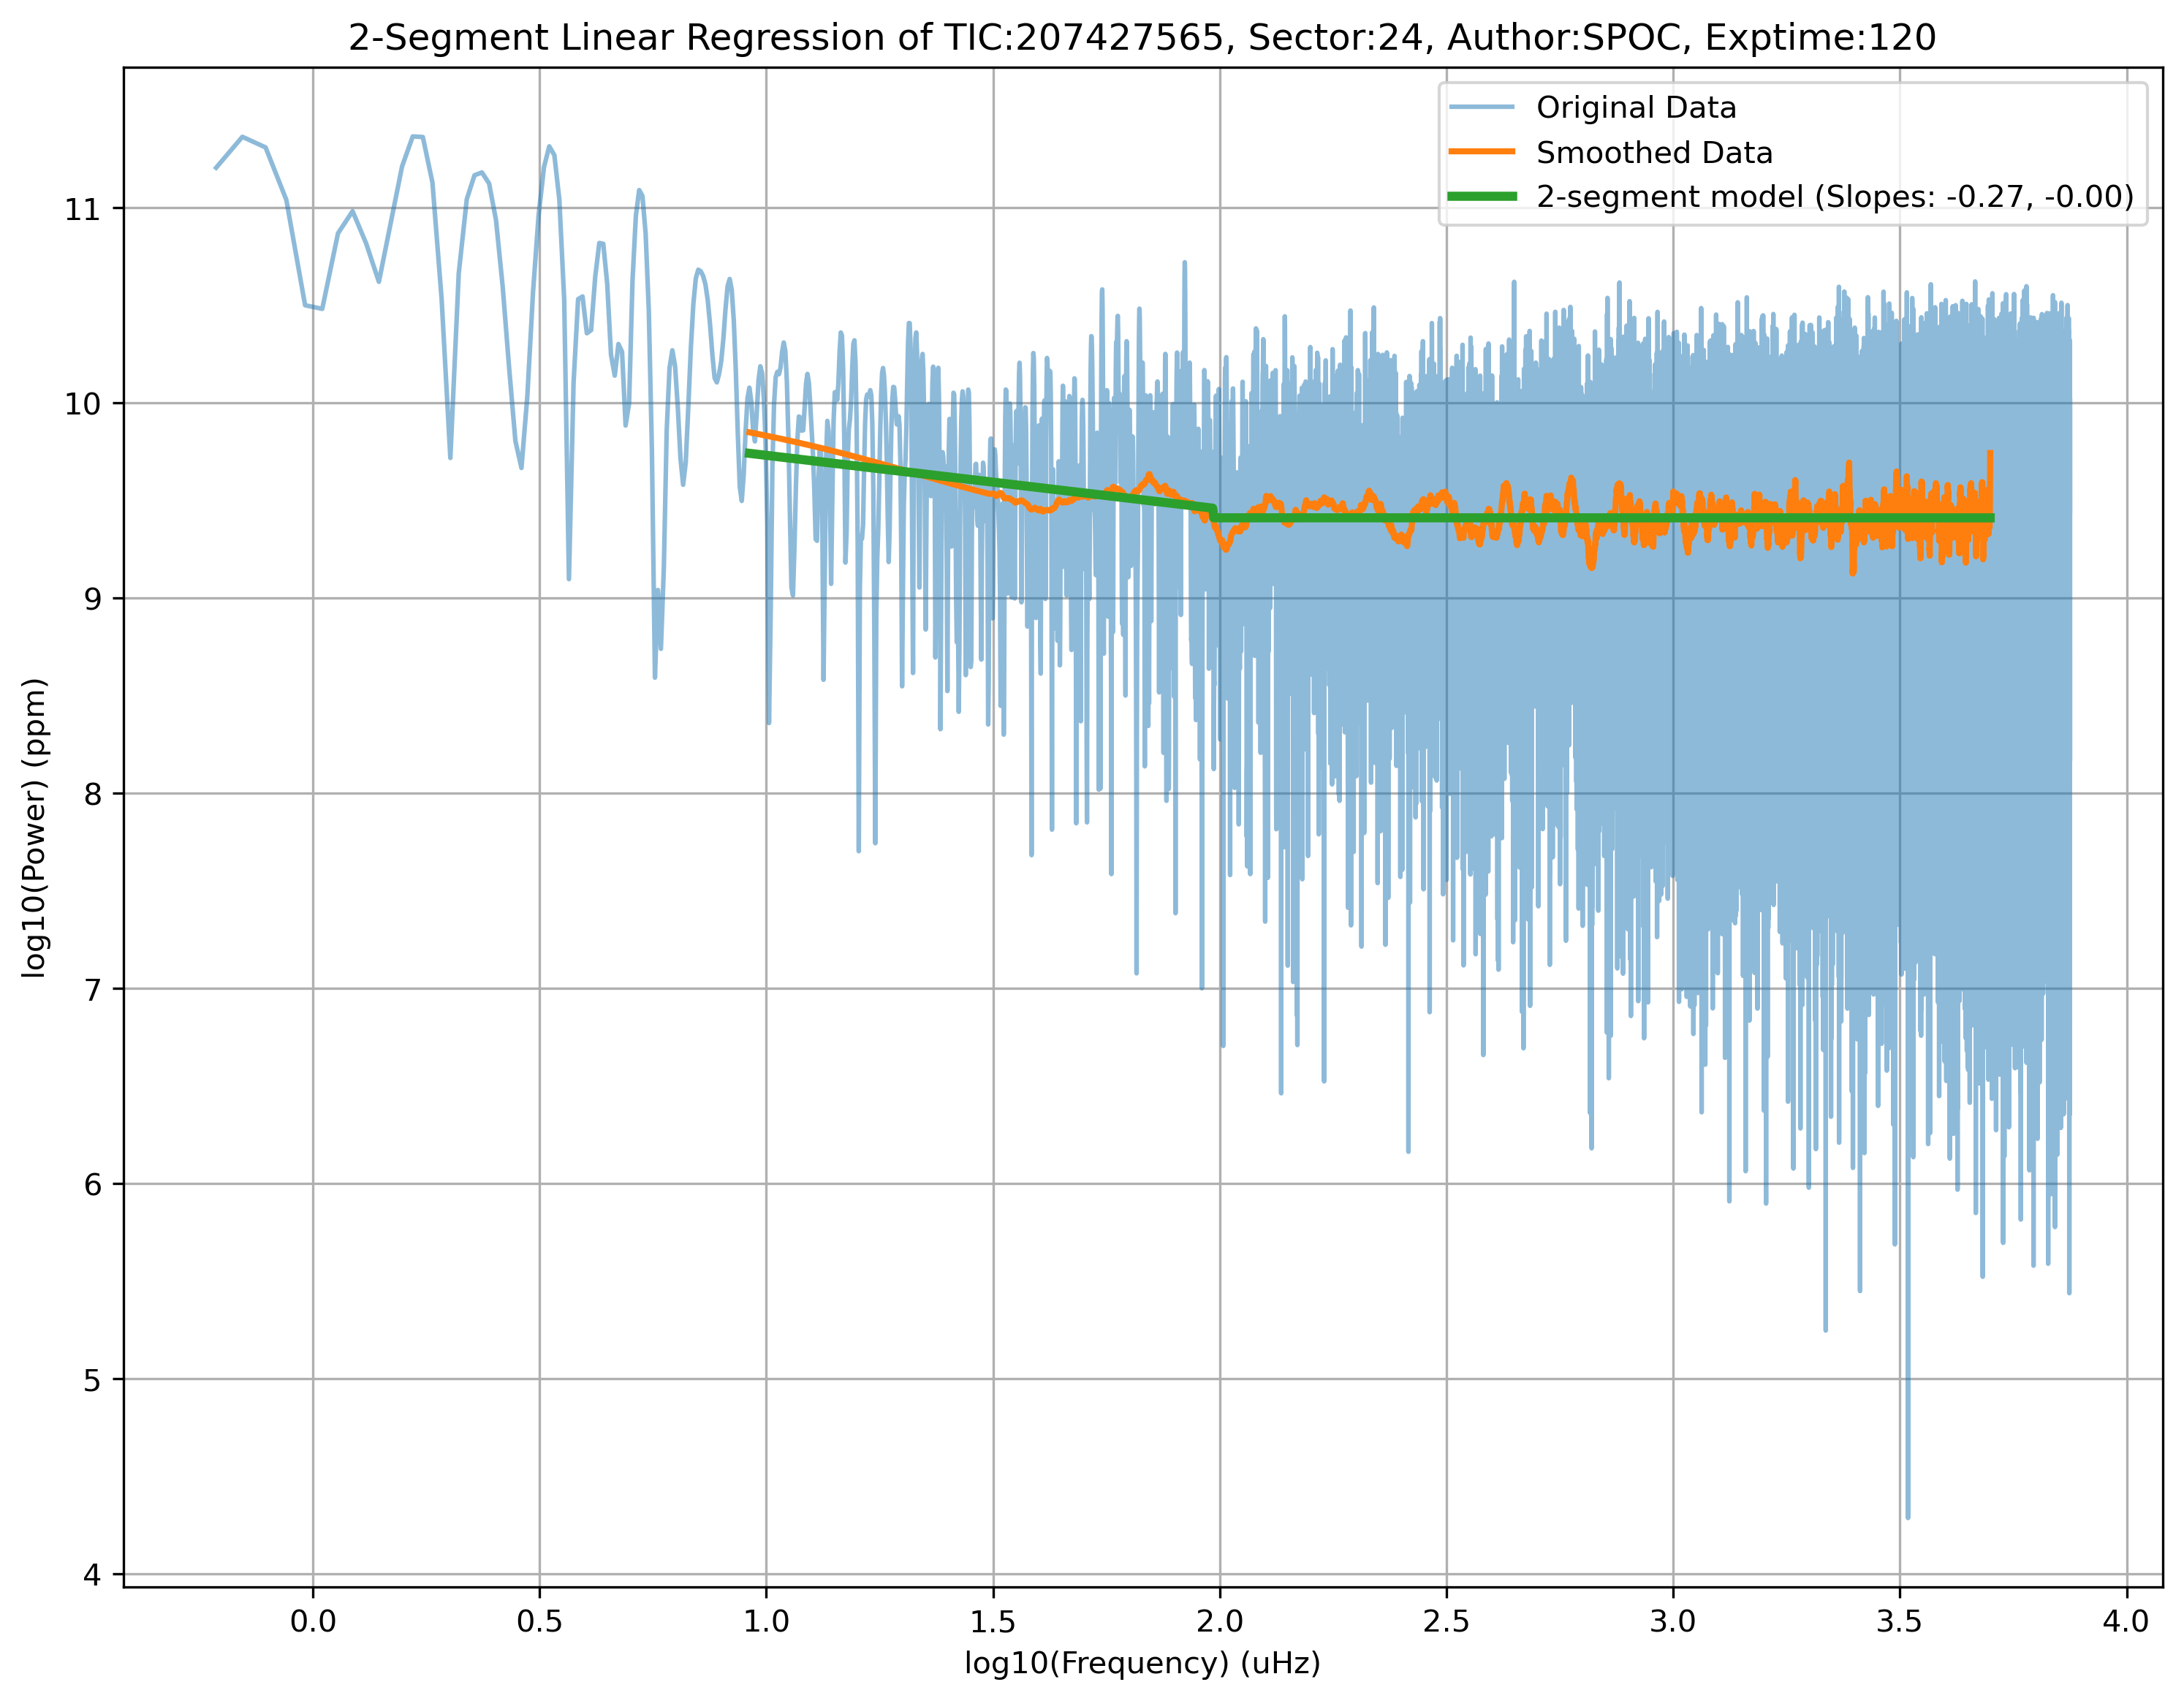 2-Segment Linear Regression of TIC:207427565, Sector:24, Author:SPOC, Exptime:120
Original Data
Smoothed Data
2-segment model (Slopes: -0.27, -0.00)
log10(Power) (ppm)
11
10
9
8
7
6
5
4
0.0 0.5 1.0 1.5 2.0 2.5 3.0 3.5 4.0
log10(Frequency) (uHz)